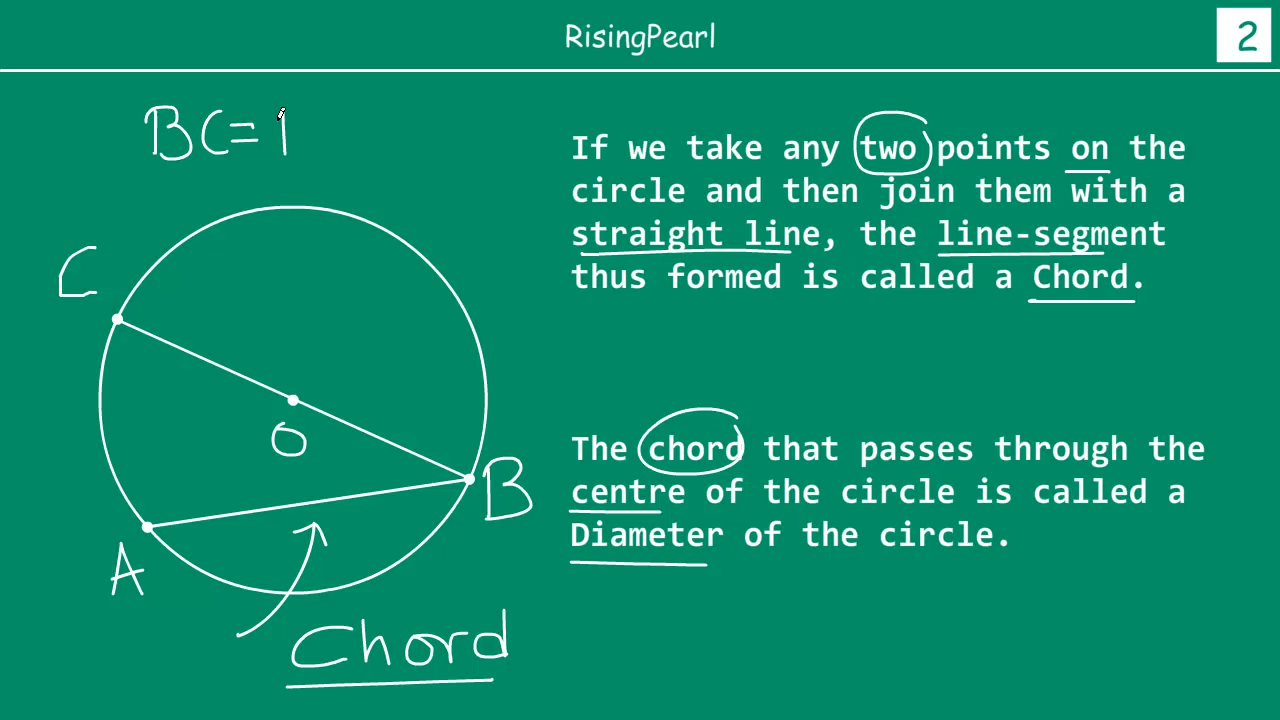 RisingPearl
2
BC=1
C
O
B
A
Chord
If we take any two points on the
circle and then join them with a
straight line, the line-segment
thus formed is called a Chord.
The chord that passes through the
centre of the circle is called a
Diameter of the circle.